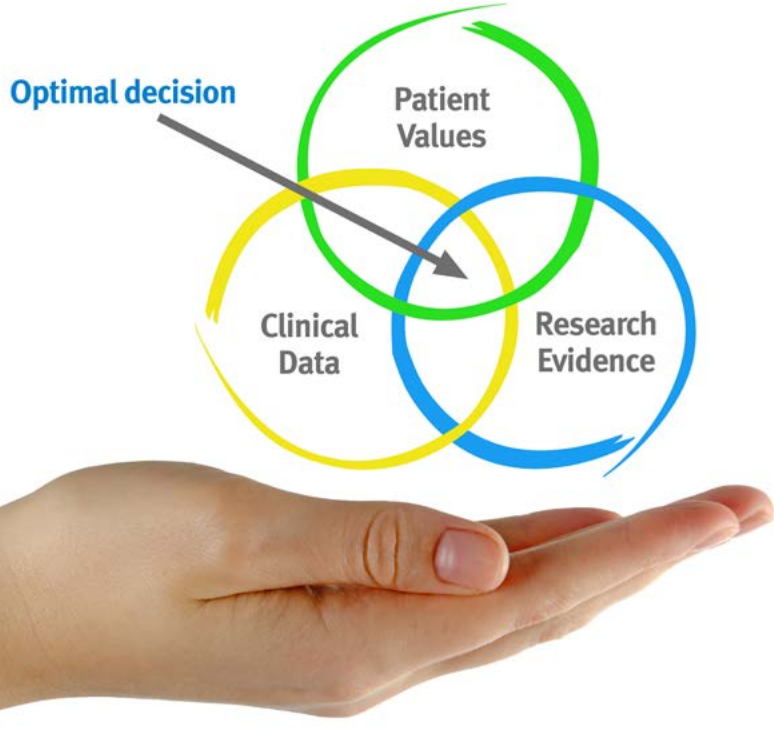 Optimal decision
Patient
Values
Clinical
Data
Research
Evidence